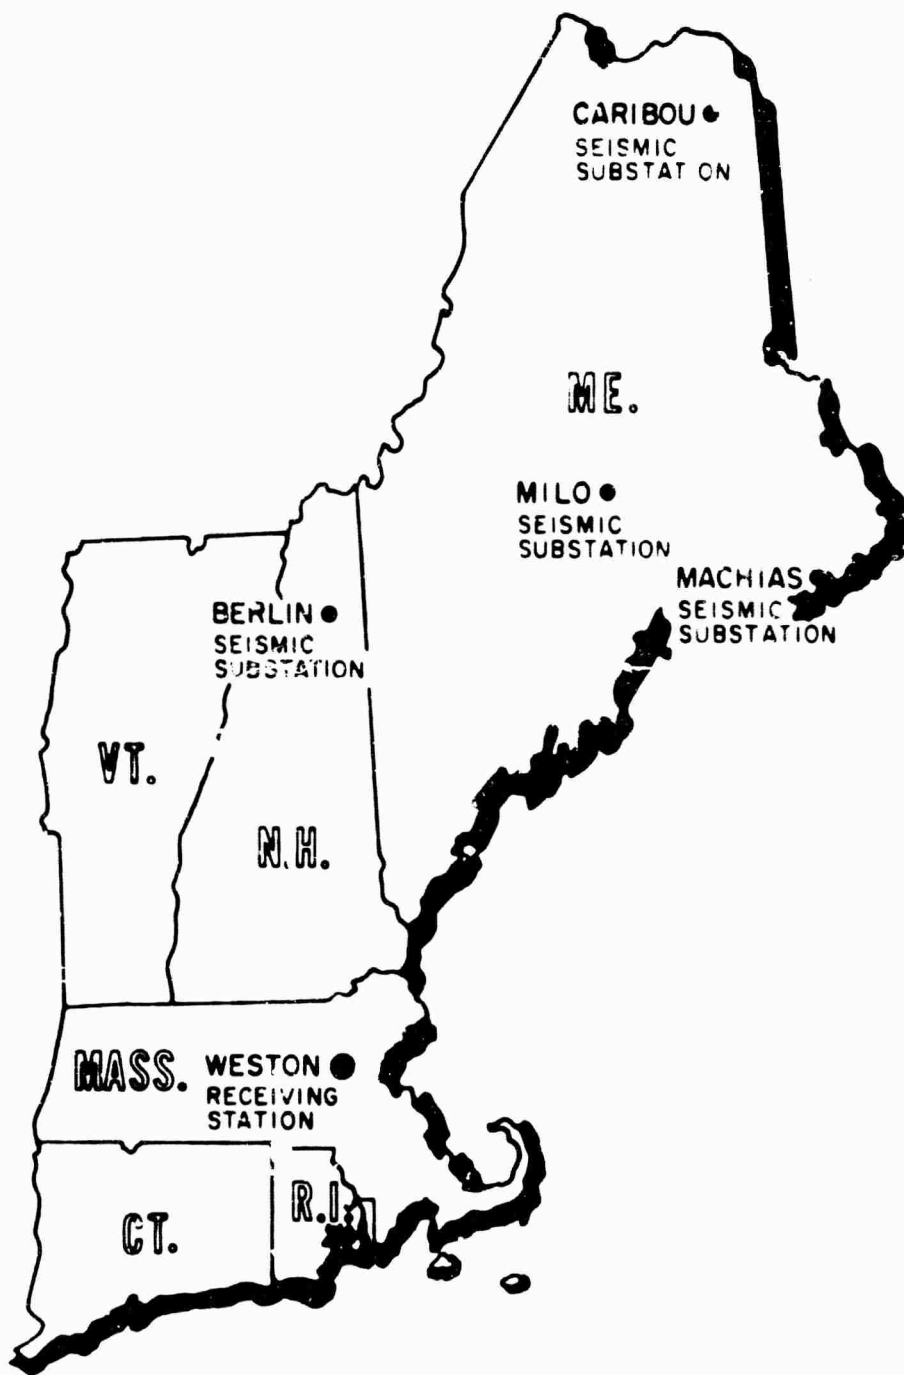 CARIBOU
SEISMIC
SUBSTAT ON
ME.
MILO
SEISMIC
SUBSTATION
MACHIAS
SEISMIC
SUBSTATION
BERLIN
SEISMIC
SUBSTATION
VT.
N.H.
MASS.
WESTON
RECEIVING
STATION
R.I.
CT.